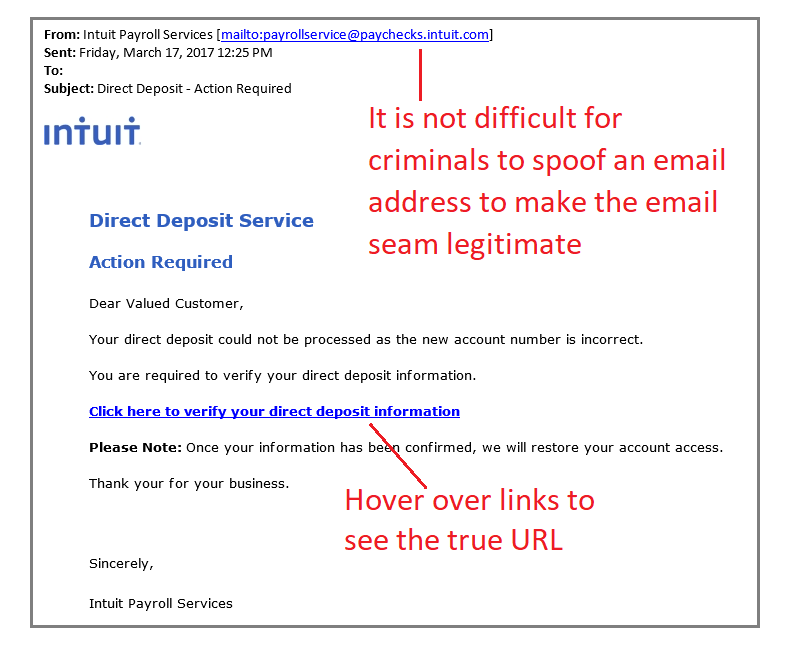 From: Intuit Payroll Services [mailto:payrollservice@paychecks.intuit.com]
Sent: Friday, March 17, 2017 12:25 PM
To:
Subject: Direct Deposit - Action Required
It is not difficult for
criminals to spoof an email
address to make the email
seam legitimate
intuit.
Direct Deposit Service
Action Required
Dear Valued Customer,
Your direct deposit could not be processed as the new account number is incorrect.
You are required to verify your direct deposit information.
Click here to verify your direct deposit information
Please Note: Once your information has been confirmed, we will restore your account access.
Thank your for your business.
Hover over links to
see the true URL
Sincerely,
Intuit Payroll Services